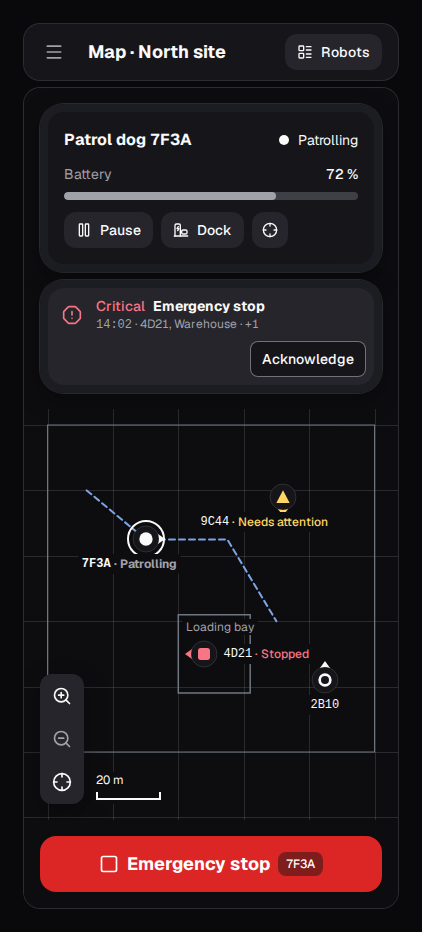 Map · North site
Robots
Patrol dog 7F3A
Patrolling
Battery
72 %
Pause
Dock
Critical Emergency stop
14:02 · 4D21, Warehouse · +1
Acknowledge
9C44 · Needs attention
7F3A · Patrolling
Loading bay
4D21 · Stopped
2B10
20 m
Emergency stop 7F3A